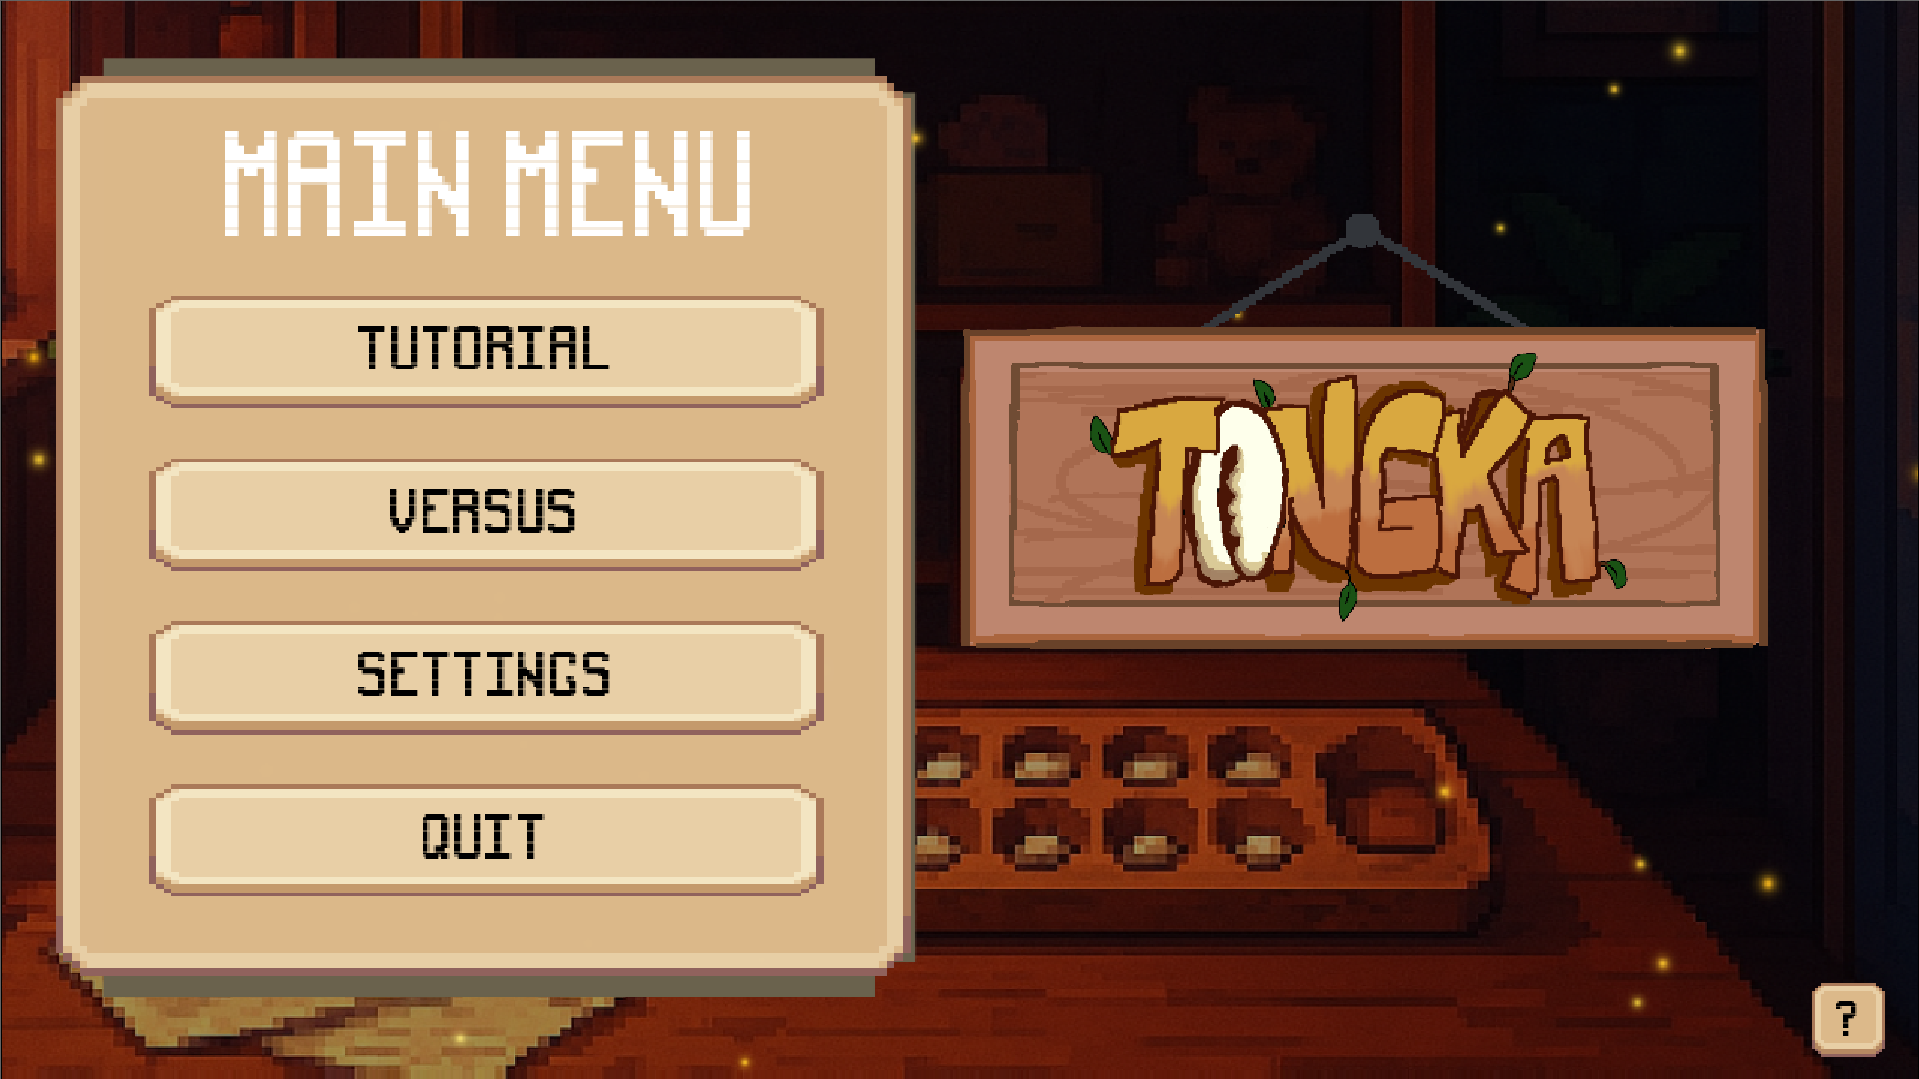 MAIN MENU
TUTORIAL
VERSUS
SETTINGS
QUIT
TONGKA
?